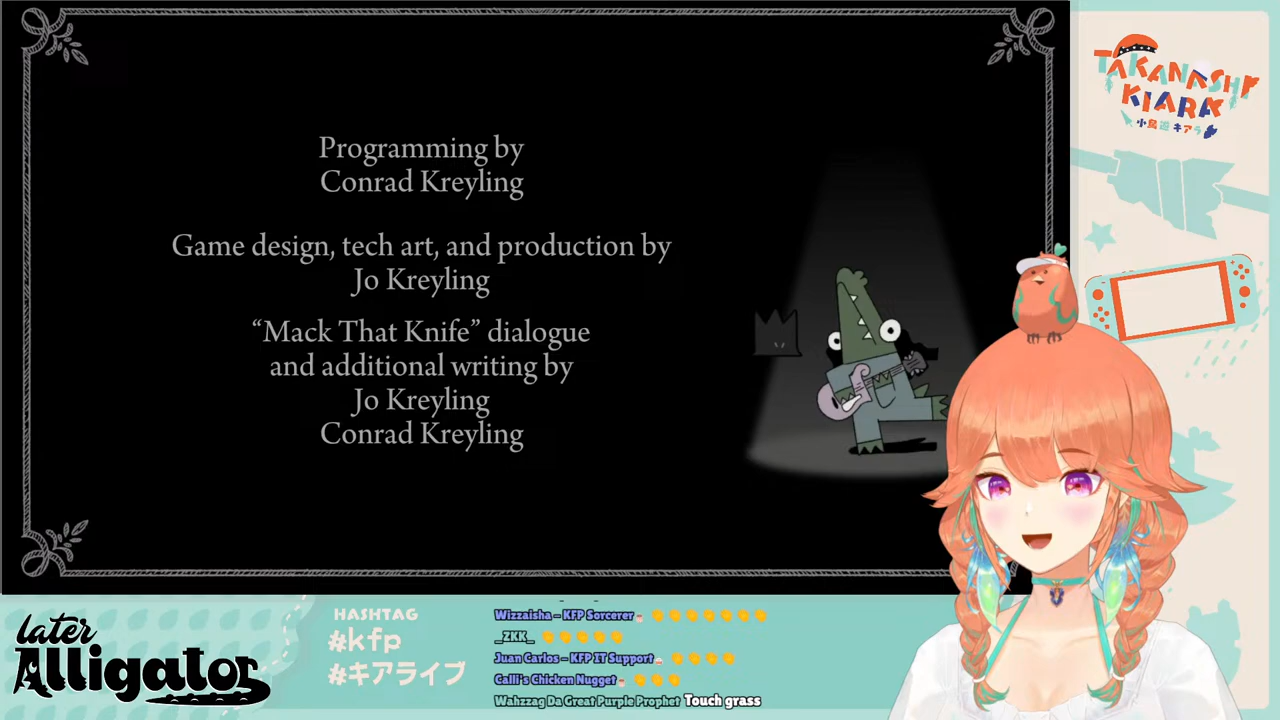 Programming by
Conrad Kreyling
Game design, tech art, and production by
Jo Kreyling
“Mack That Knife” dialogue
and additional writing by
Jo Kreyling
Conrad Kreyling
TAKANASHI
KIARA
小鳥遊キアラ
later
Alligator
HASHTAG
#kfp
#キアライブ
Wizzaisha - KFP Sorcerer
_ZKK_
Juan Carlos - KFP IT Support
Calli's Chicken Nugget
Wahzzag Da Great Purple Prophet Touch grass